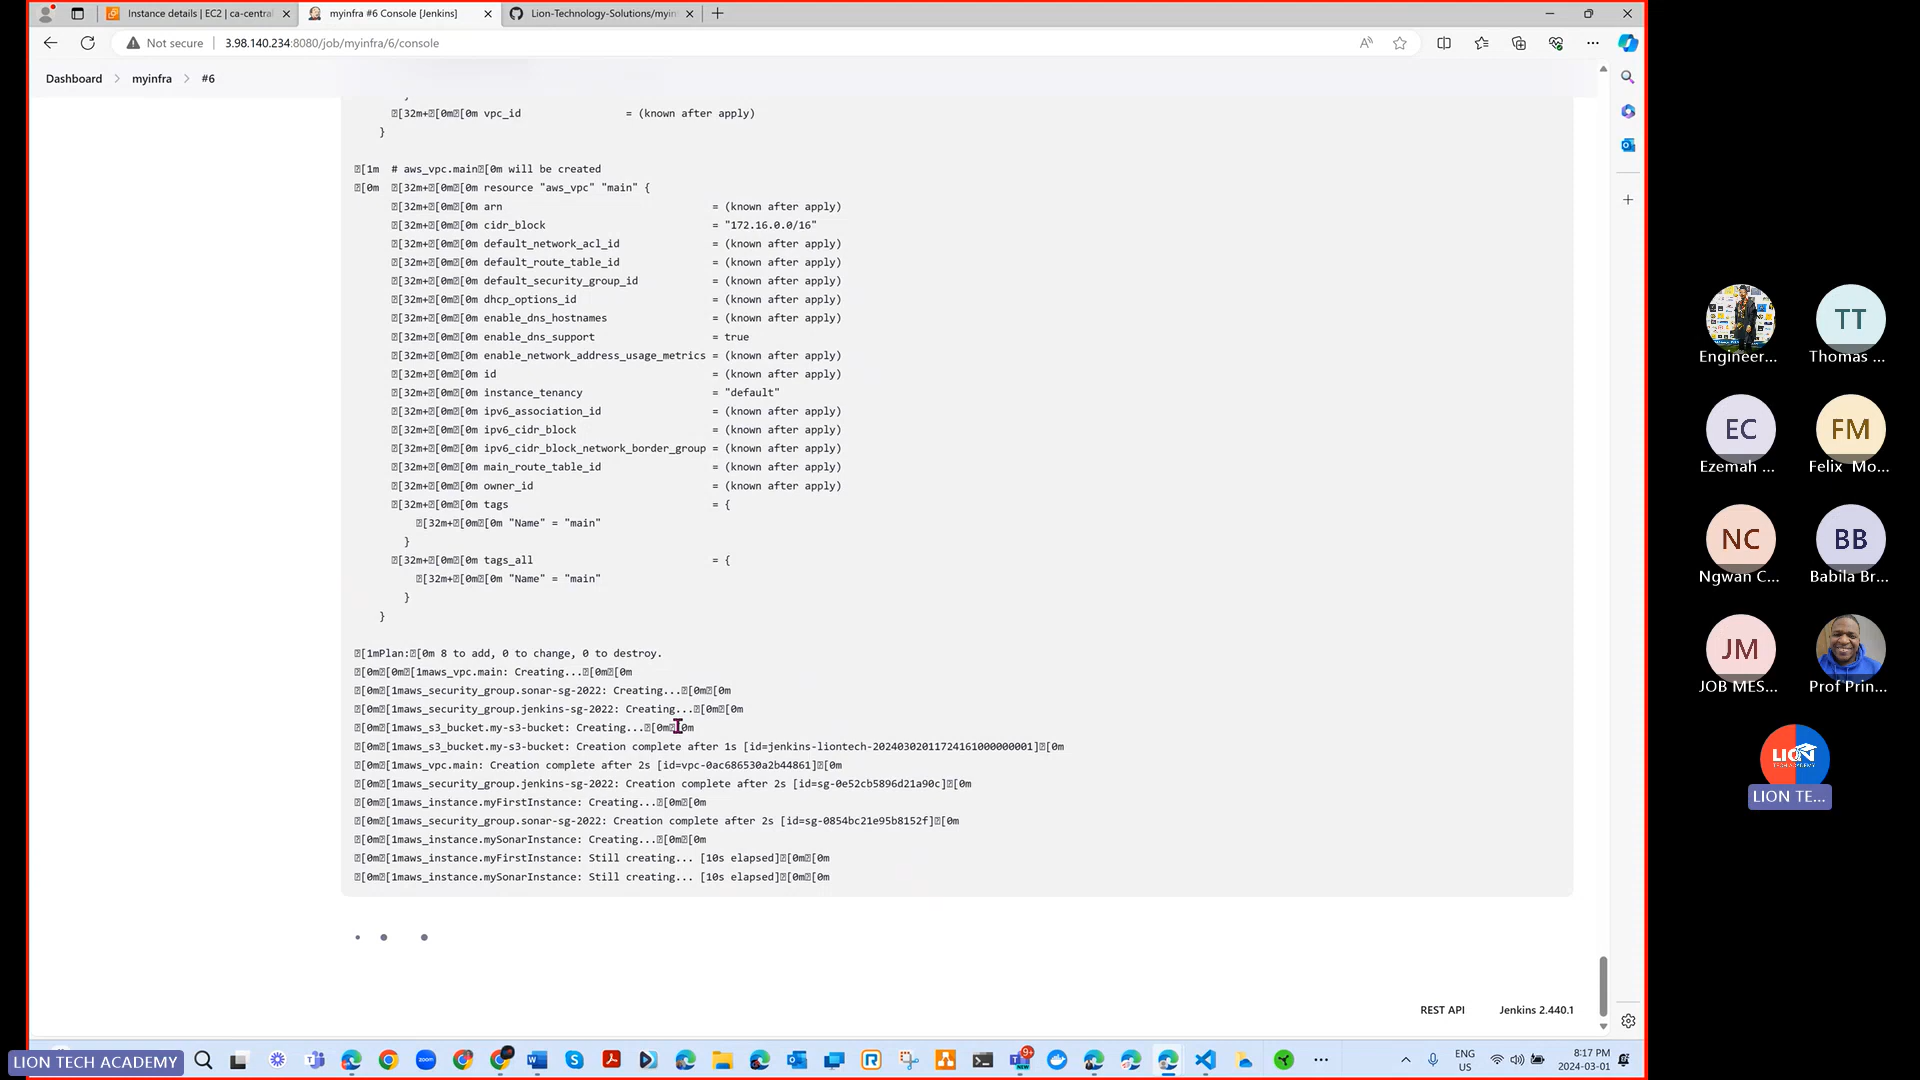 Instance details | EC2 | ca-central
myinfra #6 Console [Jenkins]
Lion-Technology-Solutions/myin
Not secure
3.98.140.234:8080/job/myinfra/6/console
Dashboard > myinfra > #6
[32m+[0m[0m vpc_id = (known after apply)
}
[1m # aws_vpc.main[0m will be created
[0m [32m+[0m[0m resource "aws_vpc" "main" {
[32m+[0m[0m arn = (known after apply)
[32m+[0m[0m cidr_block = "172.16.0.0/16"
[32m+[0m[0m default_network_acl_id = (known after apply)
[32m+[0m[0m default_route_table_id = (known after apply)
[32m+[0m[0m default_security_group_id = (known after apply)
[32m+[0m[0m dhcp_options_id = (known after apply)
[32m+[0m[0m enable_dns_hostnames = (known after apply)
[32m+[0m[0m enable_dns_support = true
[32m+[0m[0m enable_network_address_usage_metrics = (known after apply)
[32m+[0m[0m id = (known after apply)
[32m+[0m[0m instance_tenancy = "default"
[32m+[0m[0m ipv6_association_id = (known after apply)
[32m+[0m[0m ipv6_cidr_block = (known after apply)
[32m+[0m[0m ipv6_cidr_block_network_border_group = (known after apply)
[32m+[0m[0m main_route_table_id = (known after apply)
[32m+[0m[0m owner_id = (known after apply)
[32m+[0m[0m tags = {
[32m+[0m[0m "Name" = "main"
}
[32m+[0m[0m tags_all = {
[32m+[0m[0m "Name" = "main"
}
}
[1mPlan:[0m 8 to add, 0 to change, 0 to destroy.
[0m[0m[1maws_vpc.main: Creating...[0m[0m
[0m[1maws_security_group.sonar-sg-2022: Creating...[0m[0m
[0m[1maws_security_group.jenkins-sg-2022: Creating...[0m[0m
[0m[1maws_s3_bucket.my-s3-bucket: Creating...[0m[0m
[0m[1maws_s3_bucket.my-s3-bucket: Creation complete after 1s [id=jenkins-liontech-20240302011724161000000001][0m
[0m[1maws_vpc.main: Creation complete after 2s [id=vpc-0ac686530a2b44861][0m
[0m[1maws_security_group.jenkins-sg-2022: Creation complete after 2s [id=sg-0e52cb5896d21a90c][0m
[0m[1maws_instance.myFirstInstance: Creating...[0m[0m
[0m[1maws_security_group.sonar-sg-2022: Creation complete after 2s [id=sg-0854bc21e95b8152f][0m
[0m[1maws_instance.mySonarInstance: Creating...[0m[0m
[0m[1maws_instance.myFirstInstance: Still creating... [10s elapsed][0m[0m
[0m[1maws_instance.mySonarInstance: Still creating... [10s elapsed][0m[0m
REST API
Jenkins 2.440.1
Engineer...
TT
Thomas ...
EC
Ezemah ...
FM
Felix Mo...
NC
Ngwan C...
BB
Babila Br...
JM
JOB MES...
Prof Prin...
LION
TECH ACADEMY
LION TE...
LION TECH ACADEMY
zoom
9+
NEW
ENG
US
8:17 PM
2024-03-01